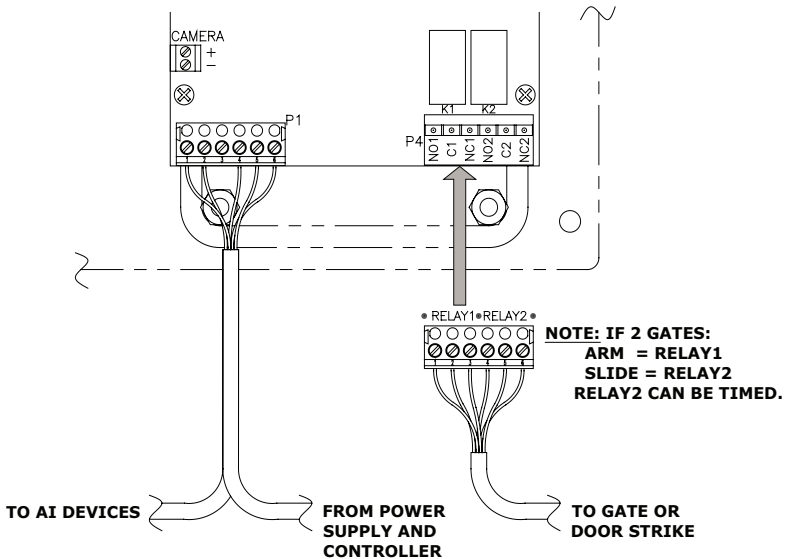 CAMERA
+
−
P1
1 2 3 4 5 6
K1 K2
P4
NO1 C1 NC1 NO2 C2 NC2
• RELAY1 • RELAY2 •
1 2 3 4 5 6
NOTE: IF 2 GATES:
ARM = RELAY1
SLIDE = RELAY2
RELAY2 CAN BE TIMED.
TO AI DEVICES
FROM POWER
SUPPLY AND
CONTROLLER
TO GATE OR
DOOR STRIKE